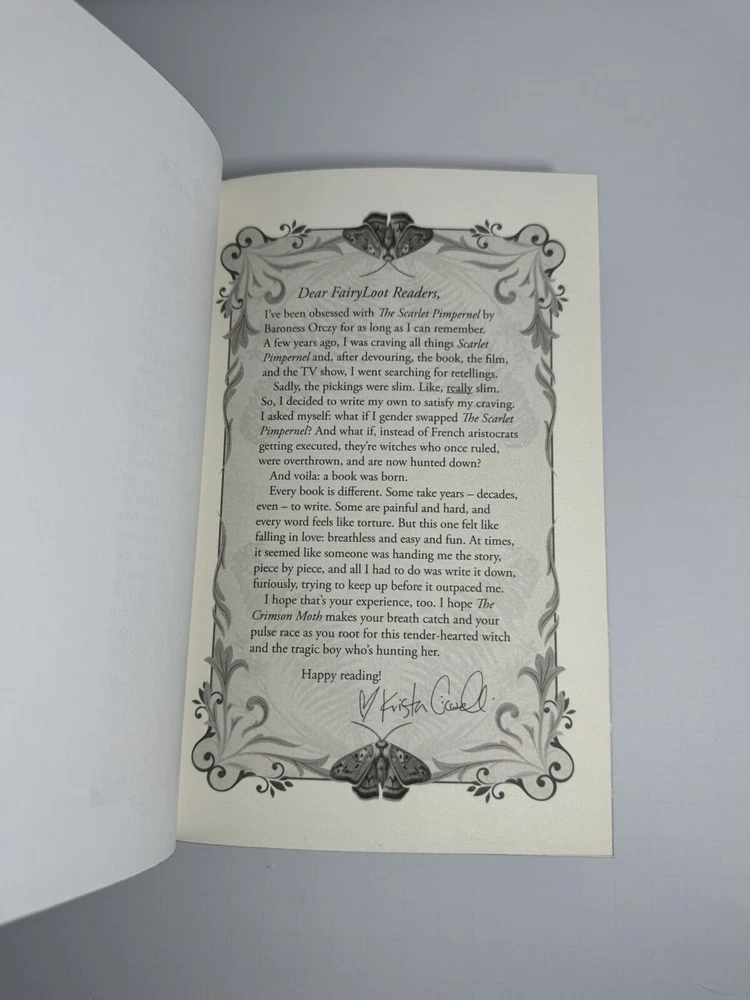 Dear FairyLoot Readers,
I've been obsessed with The Scarlet Pimpernel by
Baroness Orczy for as long as I can remember.
A few years ago, I was craving all things Scarlet
Pimpernel and, after devouring, the book, the film,
and the TV show, I went searching for retellings.
Sadly, the pickings were slim. Like, really slim.
So, I decided to write my own to satisfy my craving.
I asked myself: what if I gender swapped The Scarlet
Pimpernel? And what if, instead of French aristocrats
getting executed, they're witches who once ruled,
were overthrown, and are now hunted down?
And voila: a book was born.
Every book is different. Some take years – decades,
even – to write. Some are painful and hard, and
every word feels like torture. But this one felt like
falling in love: breathless and easy and fun. At times,
it seemed like someone was handing me the story,
piece by piece, and all I had to do was write it down,
furiously, trying to keep up before it outpaced me.
I hope that's your experience, too. I hope The
Crimson Moth makes your breath catch and your
pulse race as you root for this tender-hearted witch
and the tragic boy who's hunting her.
Happy reading!
Kristen